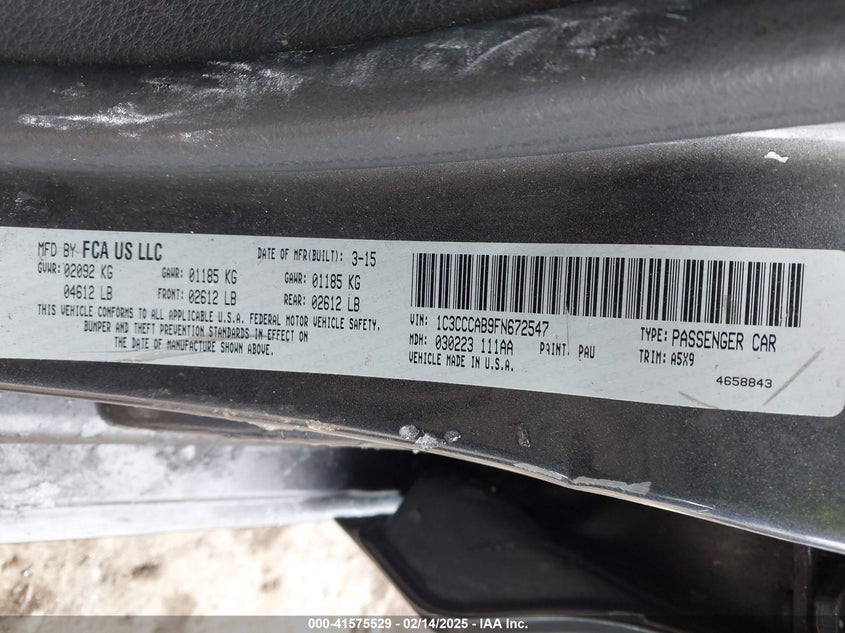 MFD BY FCA US LLC
DATE OF MFR(BUILT): 3-15
GVWR: 02092 KG GAWR: 01185 KG GAWR: 01185 KG
04612 LB FRONT: 02612 LB REAR: 02612 LB
THIS VEHICLE CONFORMS TO ALL APPLICABLE U.S.A. FEDERAL MOTOR VEHICLE SAFETY,
BUMPER AND THEFT PREVENTION STANDARDS IN EFFECT ON
THE DATE OF MANUFACTURE SHOWN ABOVE.
VIN: 1C3CCCAB9FN672547 TYPE: PASSENGER CAR
MDH: 030223 111AA PAINT: PAU TRIM: A5X9
VEHICLE MADE IN U.S.A. 4658843
000-41575529 - 02/14/2025 - IAA Inc.